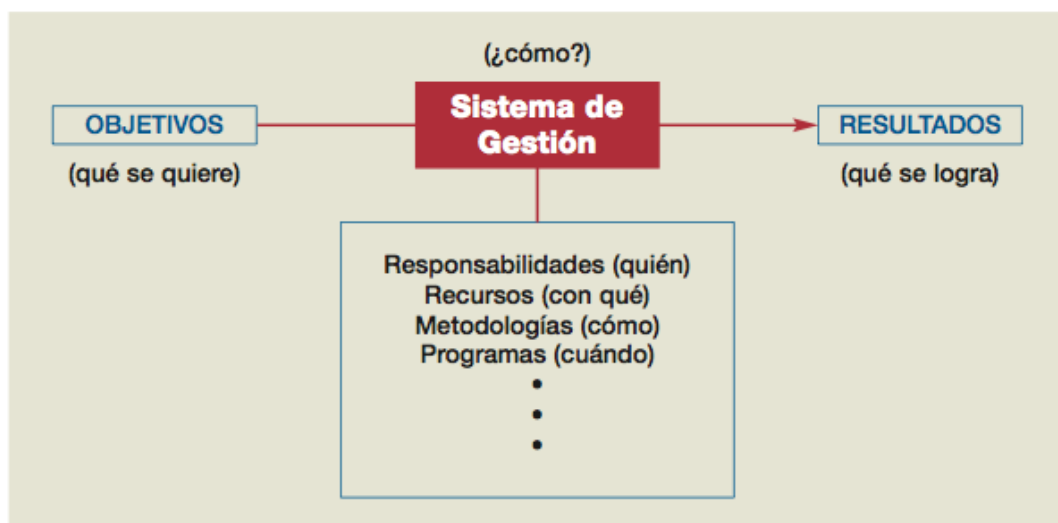 (¿cómo?)
Sistema de
Gestión
OBJETIVOS
(qué se quiere)
RESULTADOS
(qué se logra)
Responsabilidades (quién)
Recursos (con qué)
Metodologías (cómo)
Programas (cuándo)
•
•
•